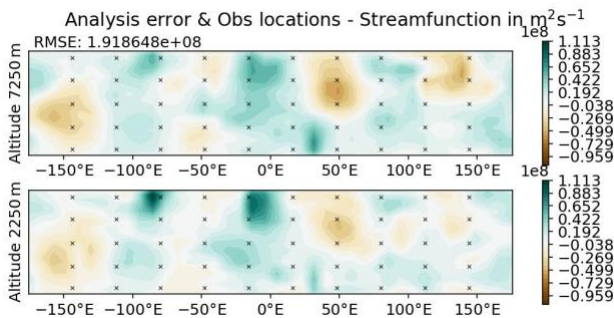 Analysis error & Obs locations - Streamfunction in m²s⁻¹
RMSE: 1.918648e+08
1e8
Altitude 7250 m
1.113
0.883
0.652
0.422
0.192
−0.038
−0.269
−0.499
−0.729
−0.959
−150°E −100°E −50°E 0°E 50°E 100°E 150°E
1e8
Altitude 2250 m
1.113
0.883
0.652
0.422
0.192
−0.038
−0.269
−0.499
−0.729
−0.959
−150°E −100°E −50°E 0°E 50°E 100°E 150°E